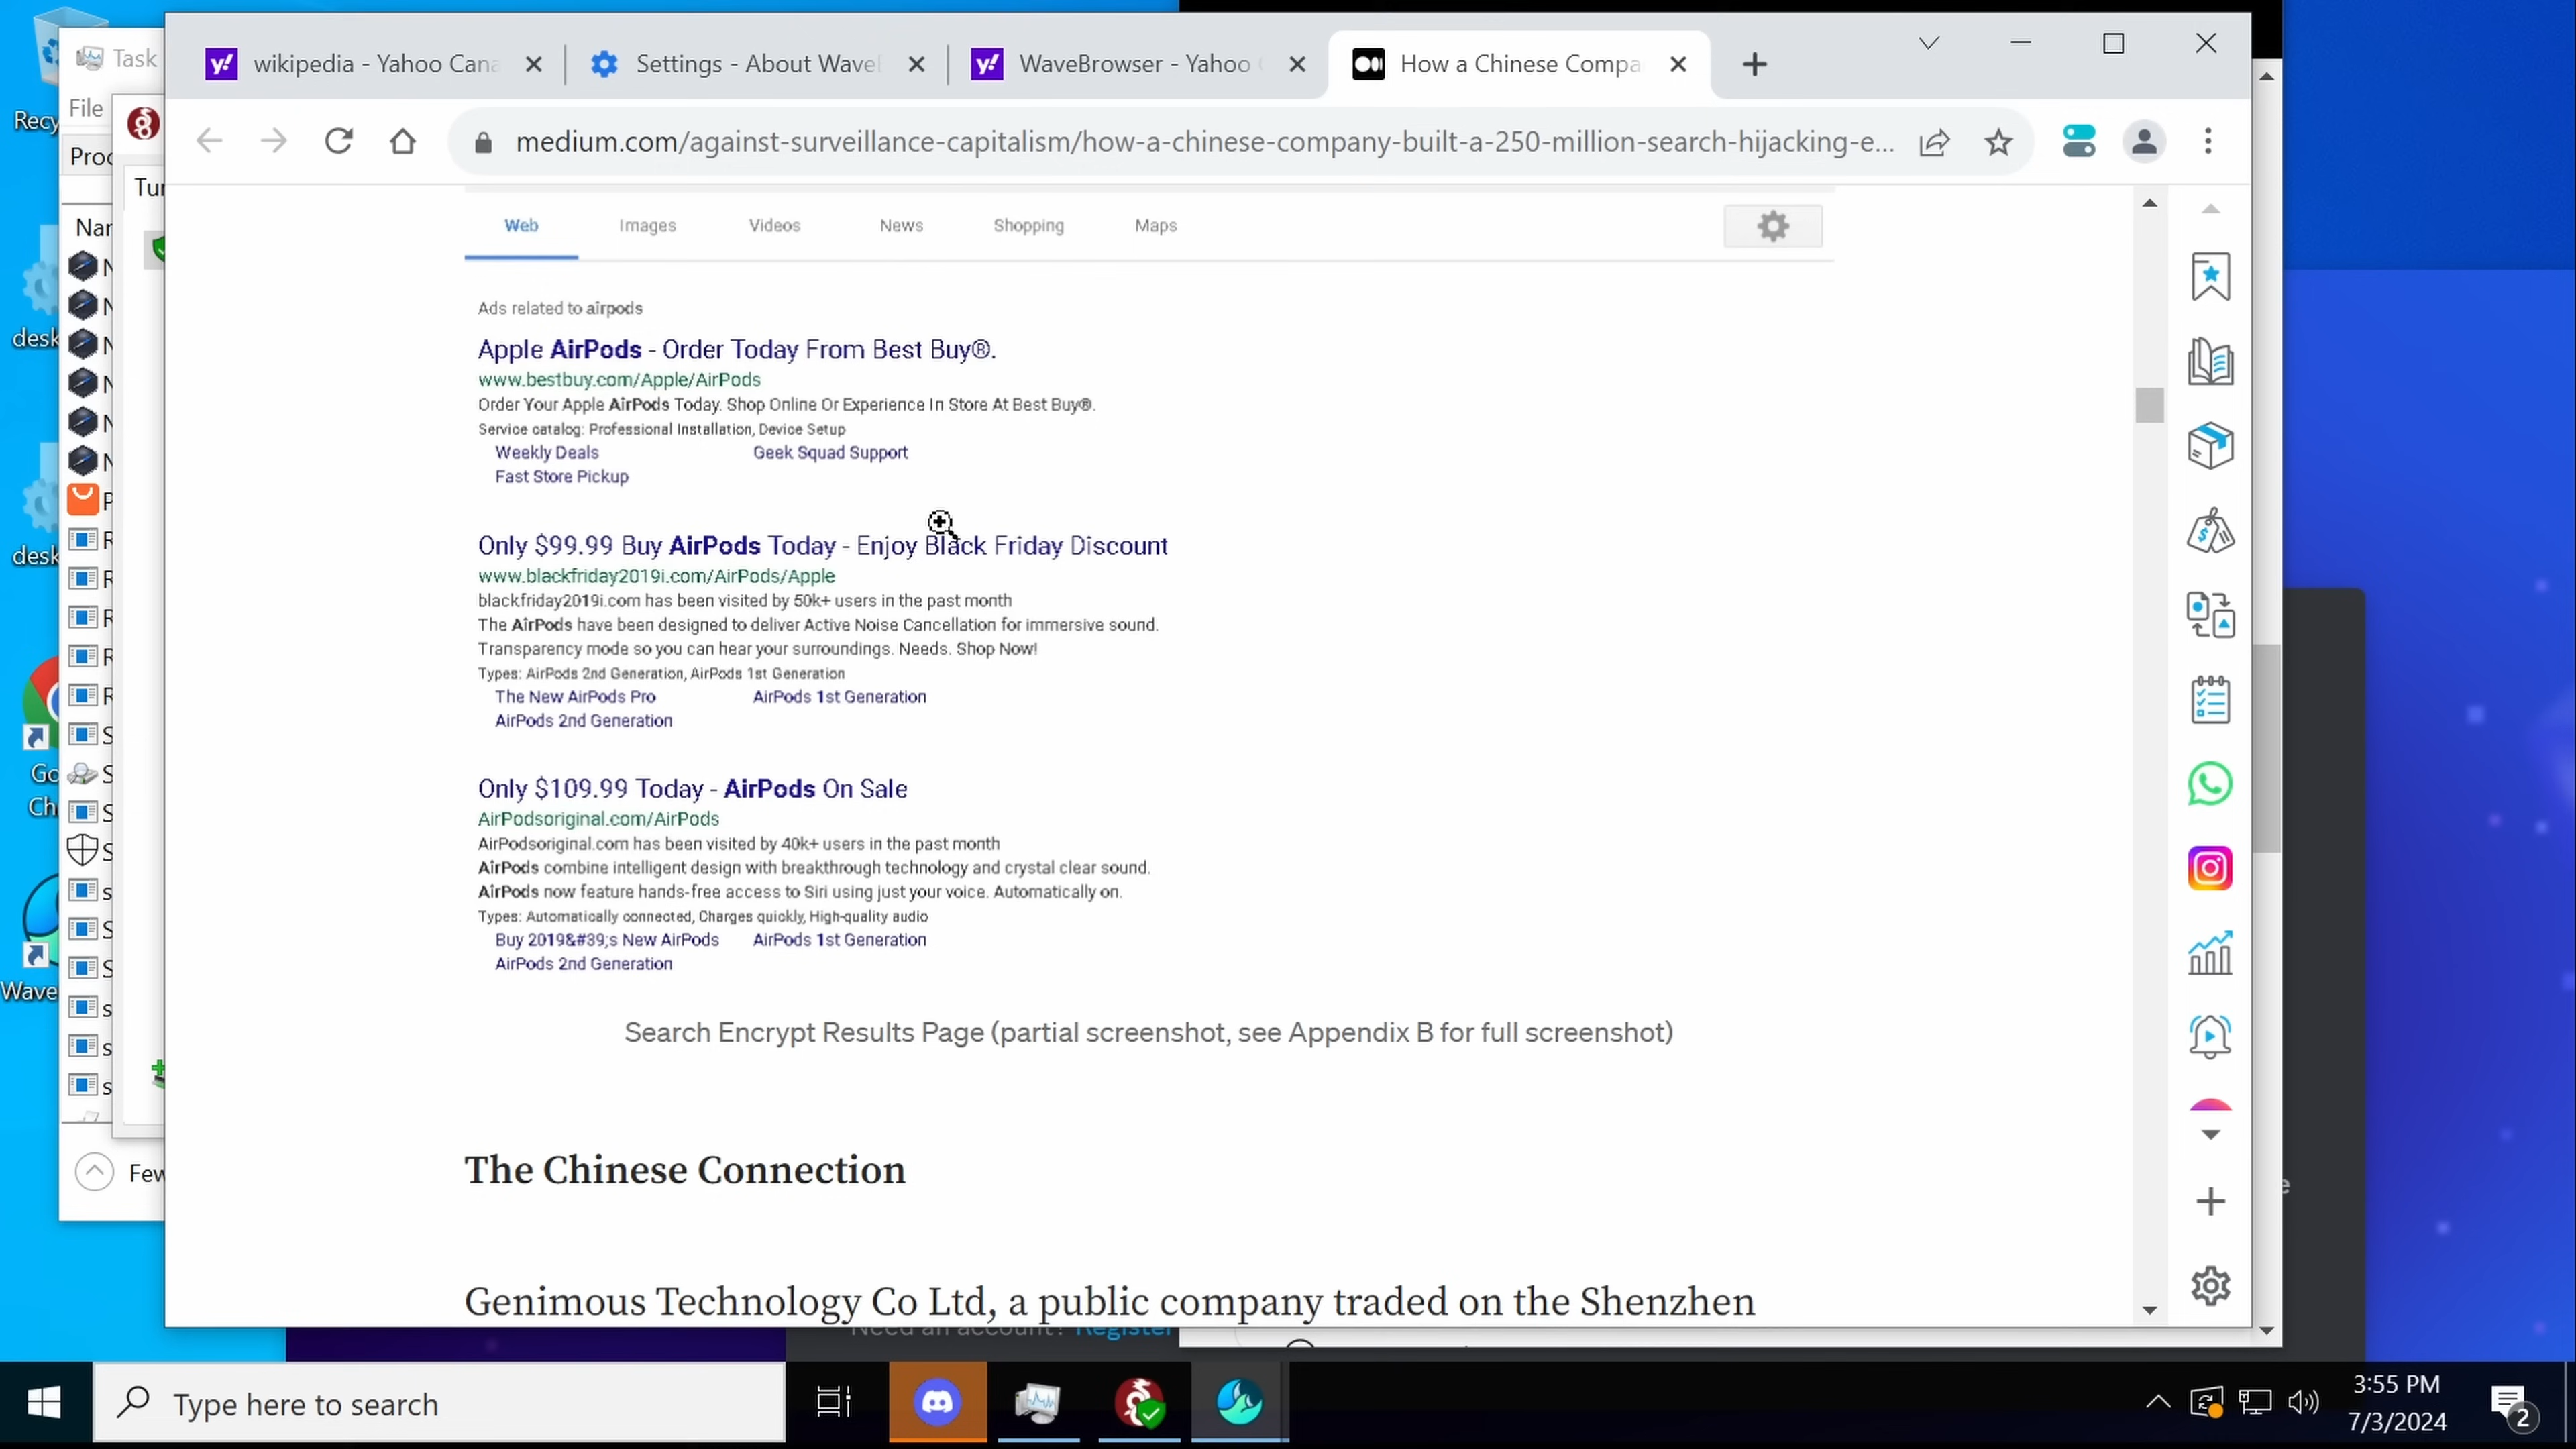 Recy
desk
desk
Go
Ch
Wave
Task
File
Proc
Nar
Few
Tur
wikipedia - Yahoo Cana
Settings - About Wavel
WaveBrowser - Yahoo
How a Chinese Compa
medium.com/against-surveillance-capitalism/how-a-chinese-company-built-a-250-million-search-hijacking-e...
Web Images Videos News Shopping Maps
Ads related to airpods
Apple AirPods - Order Today From Best Buy®.
www.bestbuy.com/Apple/AirPods
Order Your Apple AirPods Today. Shop Online Or Experience In Store At Best Buy®.
Service catalog: Professional Installation, Device Setup
Weekly Deals Geek Squad Support
Fast Store Pickup
Only $99.99 Buy AirPods Today - Enjoy Black Friday Discount
www.blackfriday2019i.com/AirPods/Apple
blackfriday2019i.com has been visited by 50k+ users in the past month
The AirPods have been designed to deliver Active Noise Cancellation for immersive sound.
Transparency mode so you can hear your surroundings. Needs. Shop Now!
Types: AirPods 2nd Generation, AirPods 1st Generation
The New AirPods Pro AirPods 1st Generation
AirPods 2nd Generation
Only $109.99 Today - AirPods On Sale
AirPodsoriginal.com/AirPods
AirPodsoriginal.com has been visited by 40k+ users in the past month
AirPods combine intelligent design with breakthrough technology and crystal clear sound.
AirPods now feature hands-free access to Siri using just your voice. Automatically on.
Types: Automatically connected, Charges quickly, High-quality audio
Buy 2019&#39;s New AirPods AirPods 1st Generation
AirPods 2nd Generation
Search Encrypt Results Page (partial screenshot, see Appendix B for full screenshot)
The Chinese Connection
Genimous Technology Co Ltd, a public company traded on the Shenzhen
Need an account? Register
Type here to search
3:55 PM
7/3/2024
2